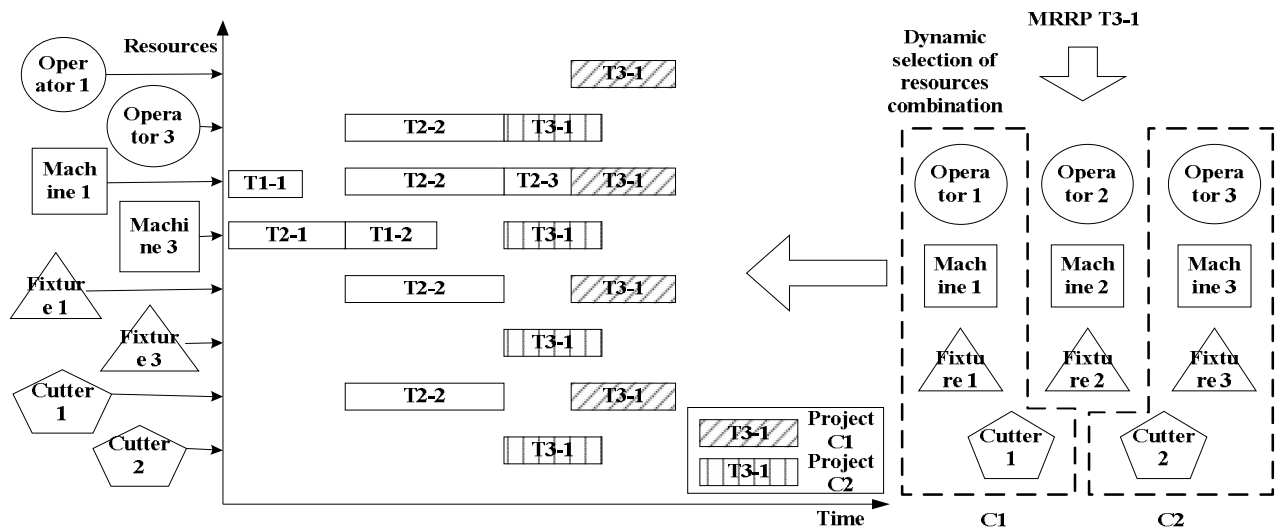 Resources
Oper
ator 1
T3-1
Opera
tor 3
T2-2
T3-1
Mach
ine 1
T1-1
T2-2
T2-3
T3-1
Machi
ne 3
T2-1
T1-2
T3-1
Fixtur
e 1
T2-2
T3-1
Fixtur
e 3
T3-1
Cutter
1
T2-2
T3-1
Cutter
2
T3-1
T3-1
Project
C1
T3-1
Project
C2
Time
MRRP T3-1
Dynamic
selection of
resources
combination
Opera
tor 1
Opera
tor 2
Opera
tor 3
Mach
ine 1
Mach
ine 2
Mach
ine 3
Fixtu
re 1
Fixtu
re 2
Fixtu
re 3
Cutter
1
Cutter
2
C1
C2